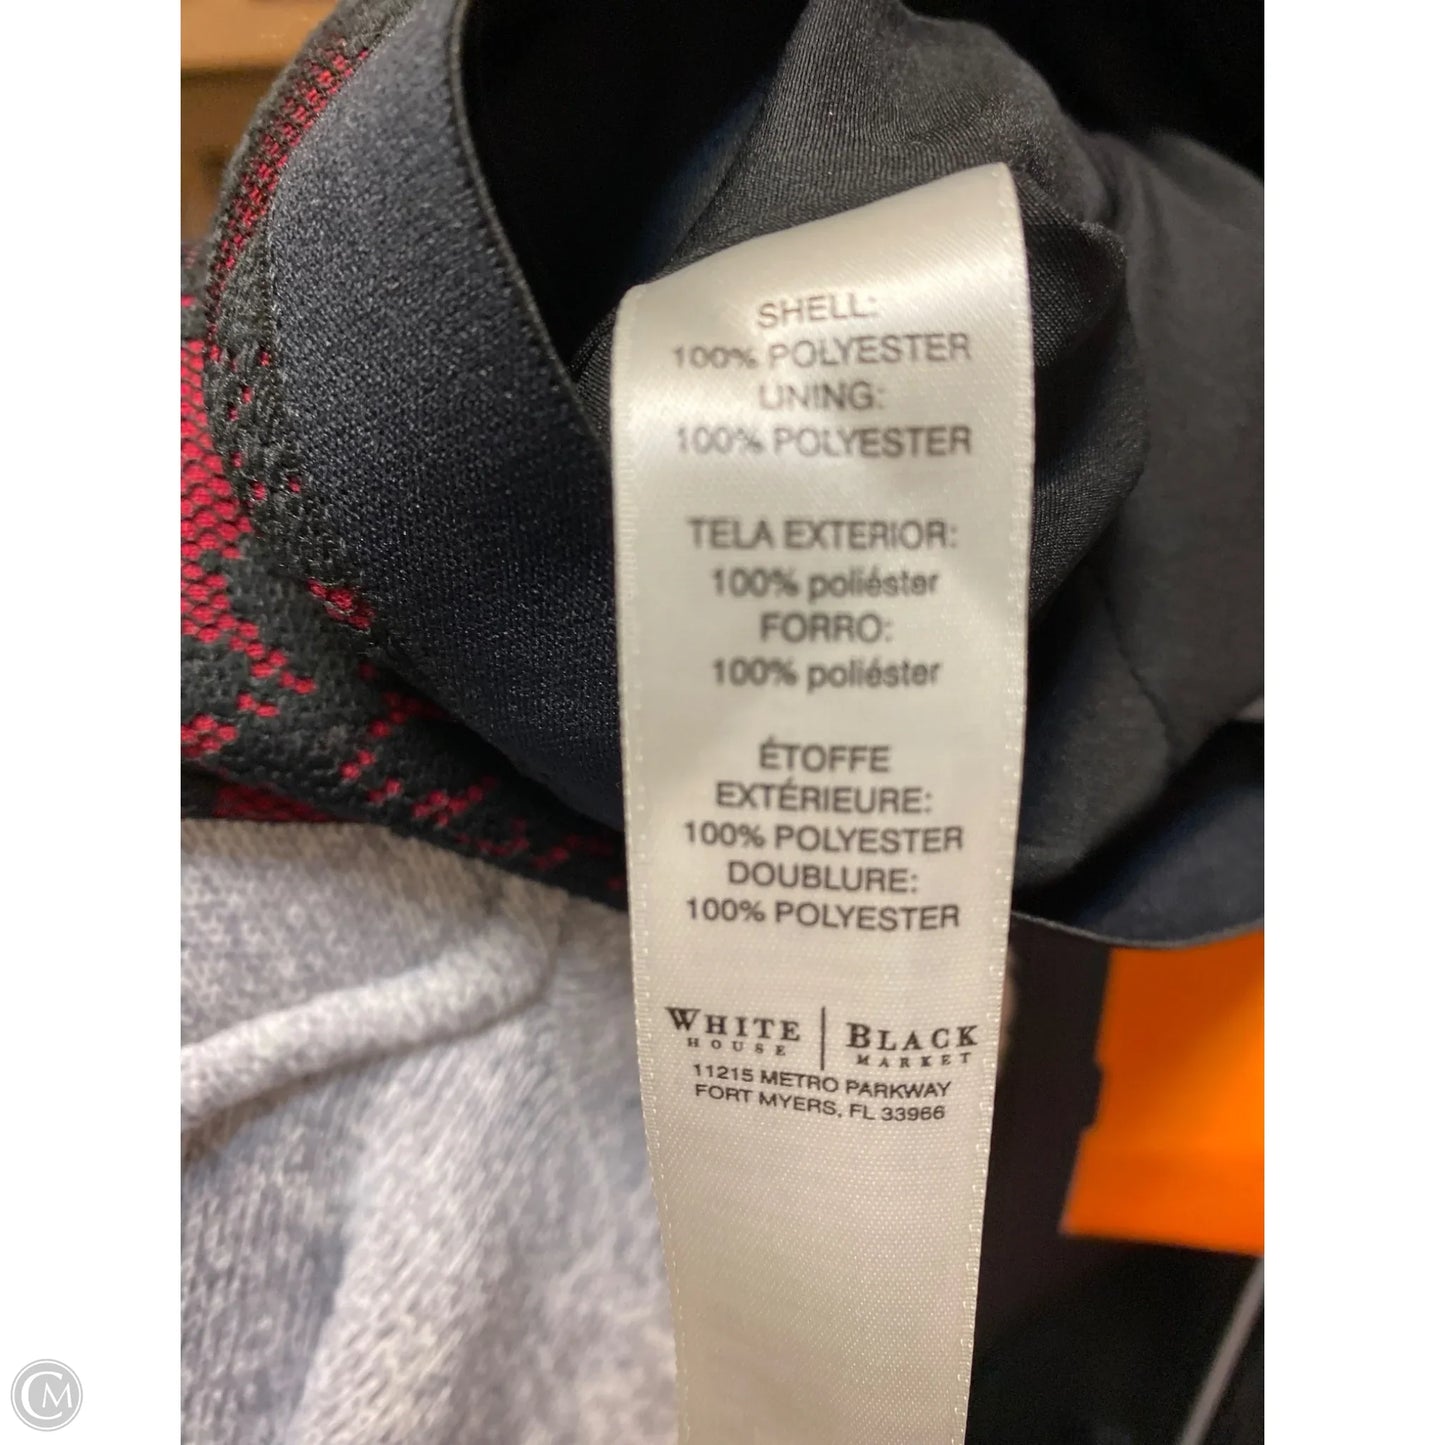 SHELL:
100% POLYESTER
LINING:
100% POLYESTER
TELA EXTERIOR:
100% poliéster
FORRO:
100% poliéster
ÉTOFFE
EXTÉRIEURE:
100% POLYESTER
DOUBLURE:
100% POLYESTER
WHITE HOUSE | BLACK MARKET
11215 METRO PARKWAY
FORT MYERS, FL 33966
CM